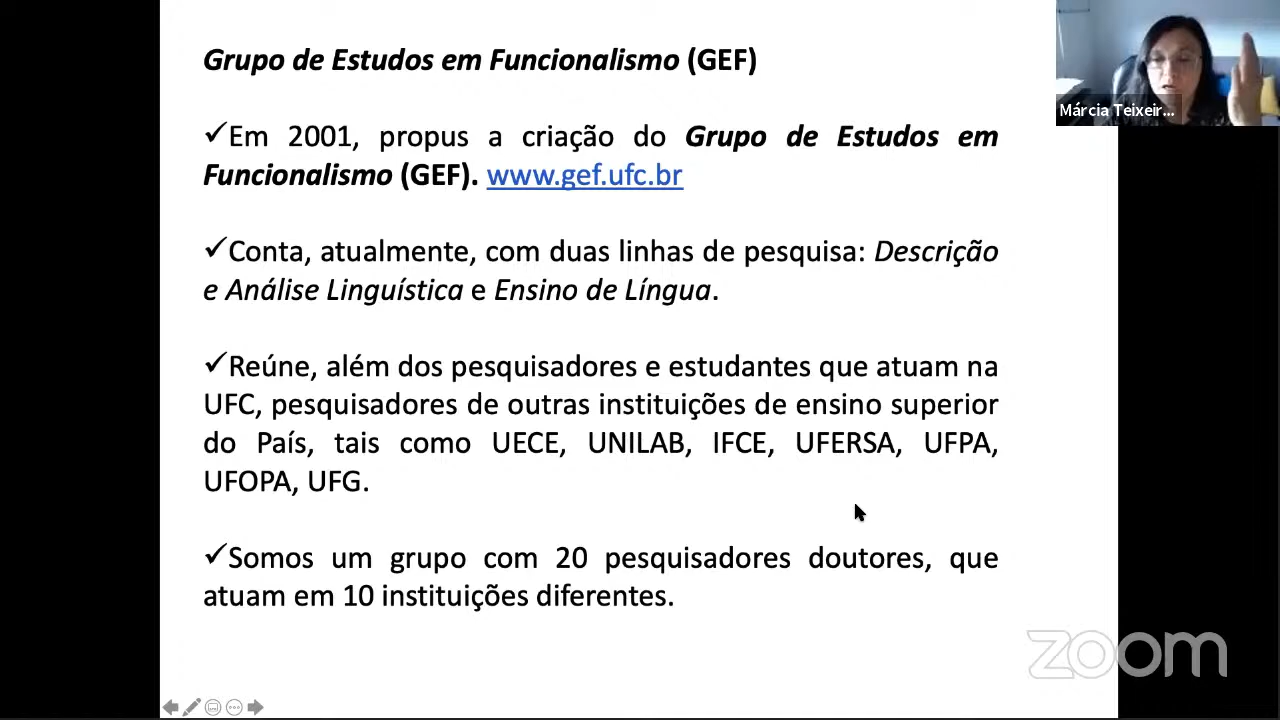 Grupo de Estudos em Funcionalismo (GEF)
✓Em 2001, propus a criação do Grupo de Estudos em
Funcionalismo (GEF). www.gef.ufc.br
✓Conta, atualmente, com duas linhas de pesquisa: Descrição
e Análise Linguística e Ensino de Língua.
✓Reúne, além dos pesquisadores e estudantes que atuam na
UFC, pesquisadores de outras instituições de ensino superior
do País, tais como UECE, UNILAB, IFCE, UFERSA, UFPA,
UFOPA, UFG.
✓Somos um grupo com 20 pesquisadores doutores, que
atuam em 10 instituições diferentes.
Márcia Teixeir...
zoom